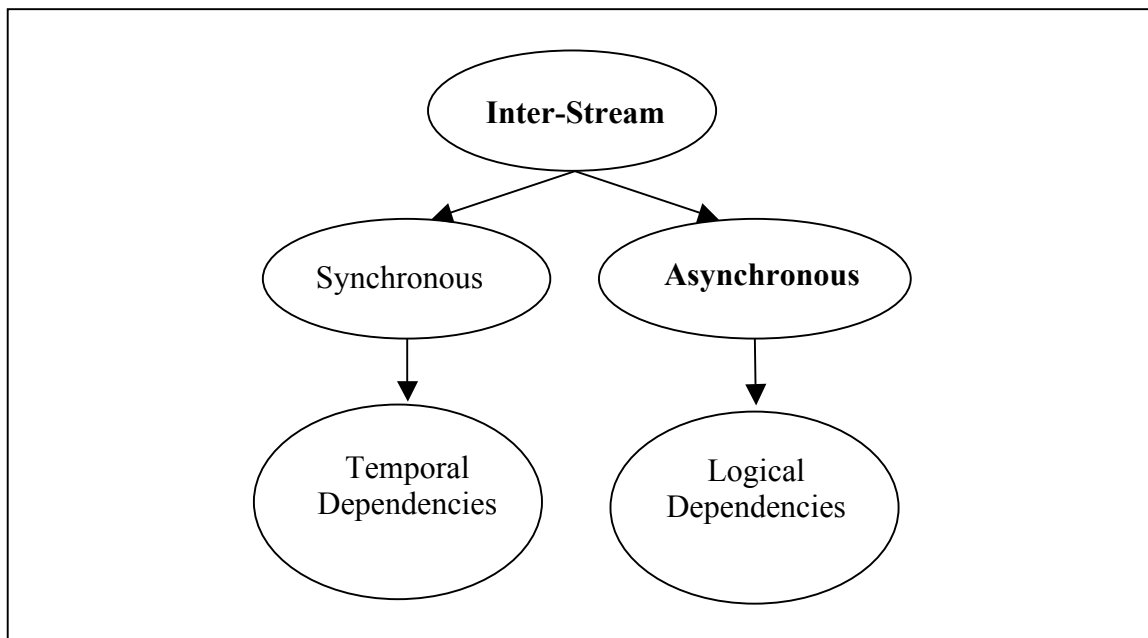 Inter-Stream
Synchronous
Asynchronous
Temporal
Dependencies
Logical
Dependencies